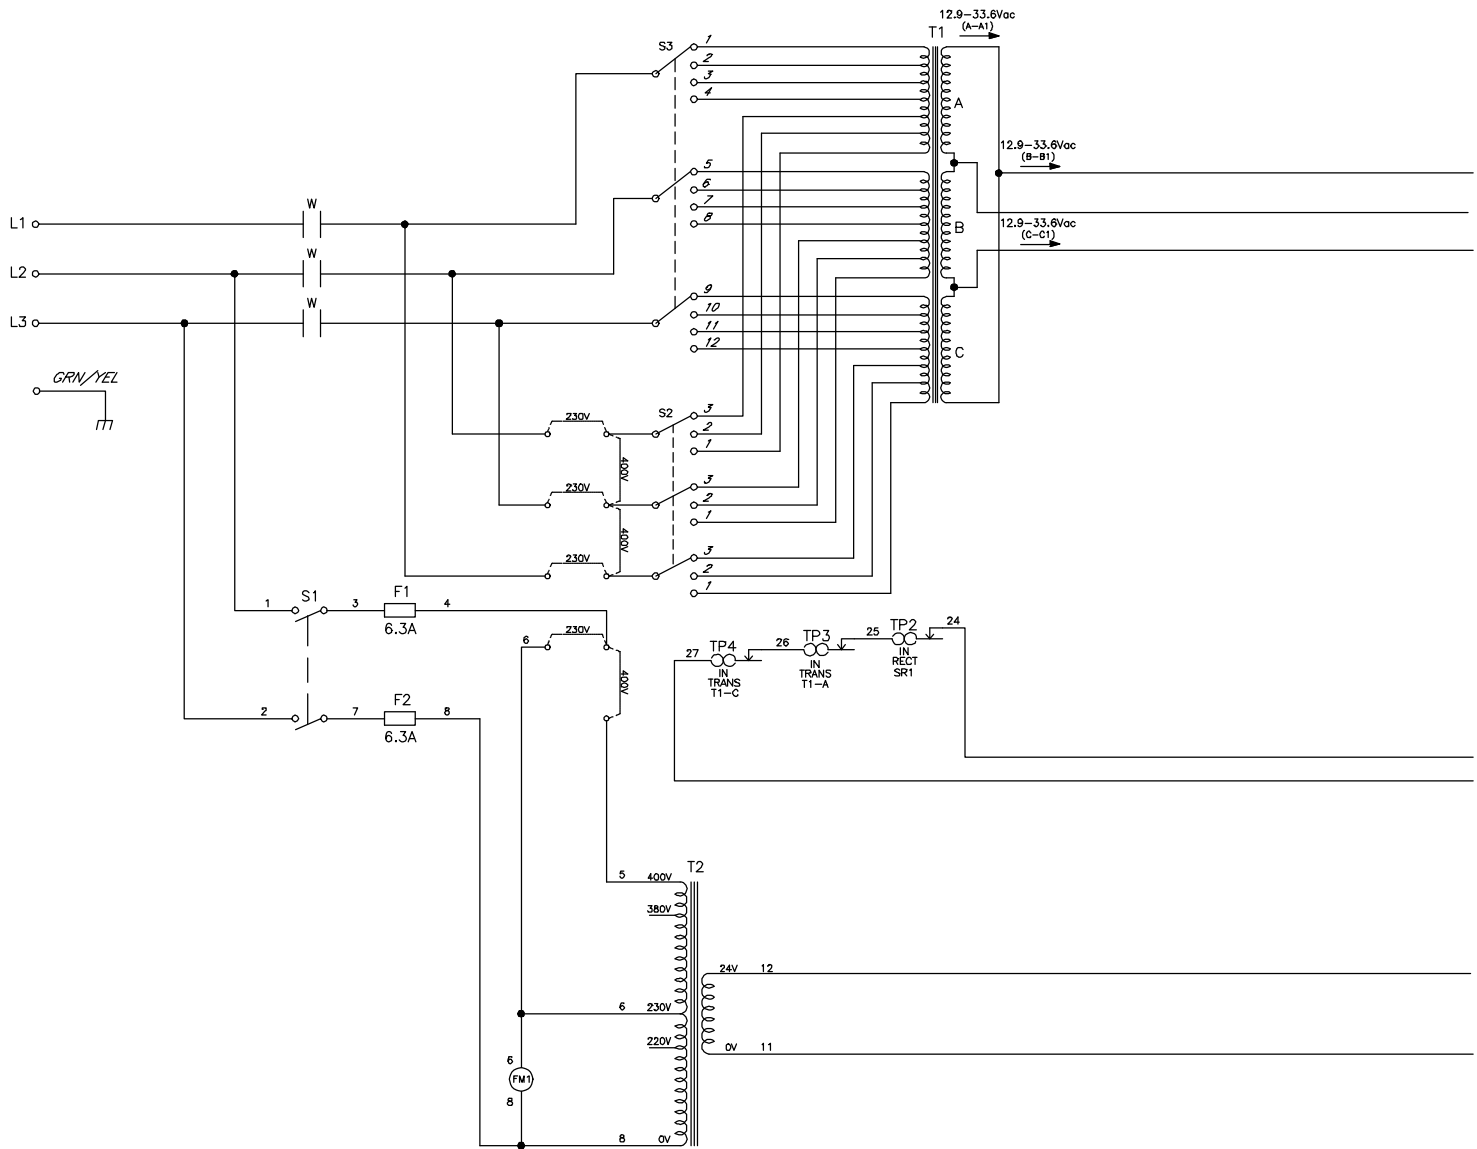 12.9-33.6Vac
(A-A1)
T1
S3
1
2
3
4
A
12.9-33.6Vac
(B-B1)
5
6
7
8
B
W
L1
12.9-33.6Vac
(C-C1)
W
L2
9
10
11
12
C
W
L3
GRN/YEL
230V
S2
3
2
1
400V
230V
3
2
1
400V
230V
3
2
1
1
S1
3
F1
4
6.3A
6
230V
400V
27
TP4
IN
TRANS
T1-C
26
TP3
IN
TRANS
T1-A
25
TP2
IN
RECT
SR1
24
2
7
F2
8
6.3A
T2
5
400V
380V
24V
12
6
230V
220V
0V
11
6
FM1
8
8
0V